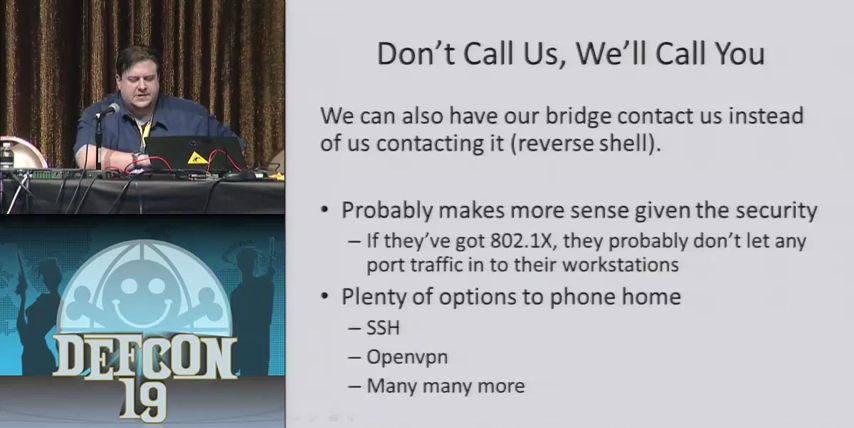 Don't Call Us, We'll Call You
We can also have our bridge contact us instead
of us contacting it (reverse shell).
• Probably makes more sense given the security
– If they've got 802.1X, they probably don't let any
port traffic in to their workstations
• Plenty of options to phone home
– SSH
– Openvpn
– Many many more
DEFCON
19